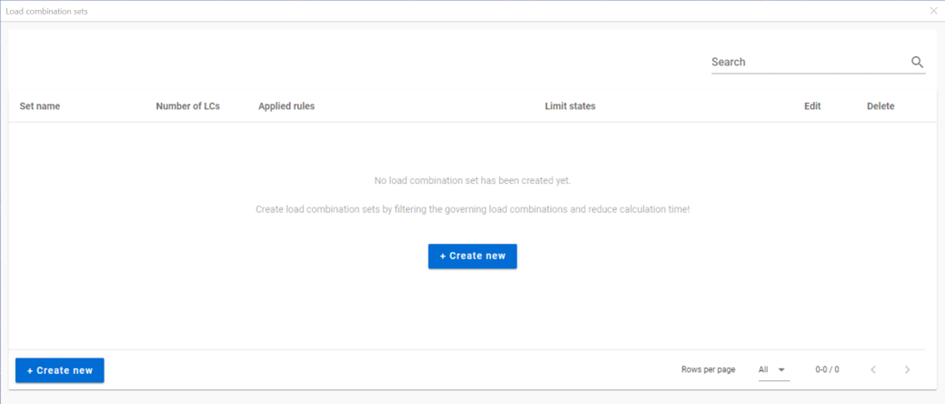 Load combination sets
Search
Set name Number of LCs Applied rules Limit states Edit Delete
No load combination set has been created yet.
Create load combination sets by filtering the governing load combinations and reduce calculation time!
+ Create new
+ Create new Rows per page All 0-0 / 0